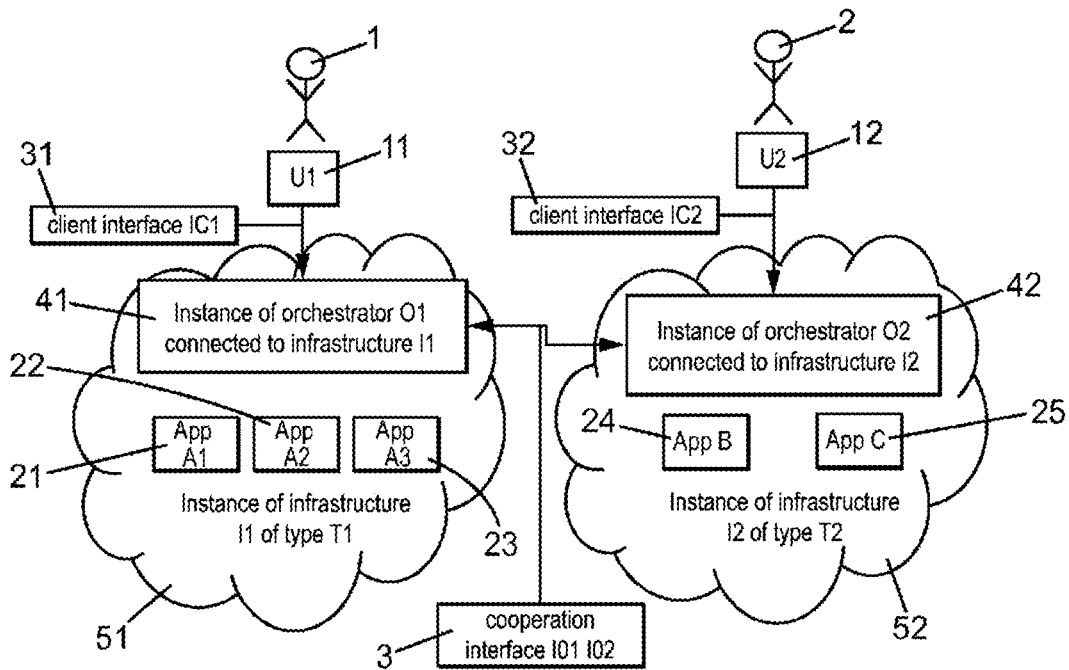 1
2
11
U1
12
U2
31
client interface IC1
32
client interface IC2
41
Instance of orchestrator O1
connected to infrastructure I1
42
Instance of orchestrator O2
connected to infrastructure I2
22
21
App
A1
App
A2
App
A3
23
24
App B
App C
25
Instance of infrastructure
I1 of type T1
Instance of infrastructure
I2 of type T2
51
52
3
cooperation
interface I01 I02